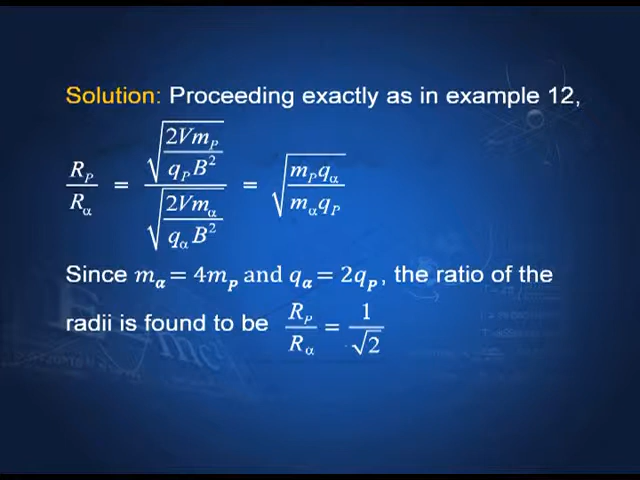 Solution: Proceeding exactly as in example 12,
R_P/R_α = √(2Vm_P/q_P B²) / √(2Vm_α/q_α B²) = √(m_P q_α/m_α q_P)
Since m_α = 4m_p and q_α = 2q_p, the ratio of the
radii is found to be R_P/R_α = 1/√2